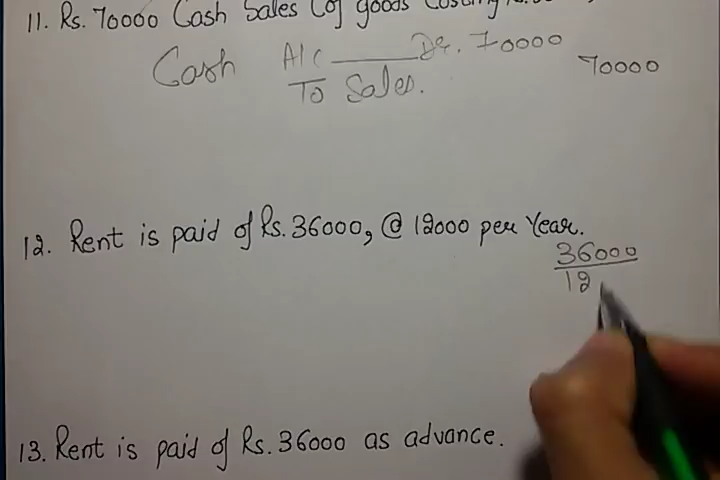 11. Rs. 70000 Cash Sales (of goods Costing
Cash A/c ______ Dr. 70000
To Sales. 70000
12. Rent is paid of Rs. 36000, @ 12000 per Year.
36000
12
13. Rent is paid of Rs. 36000 as advance.